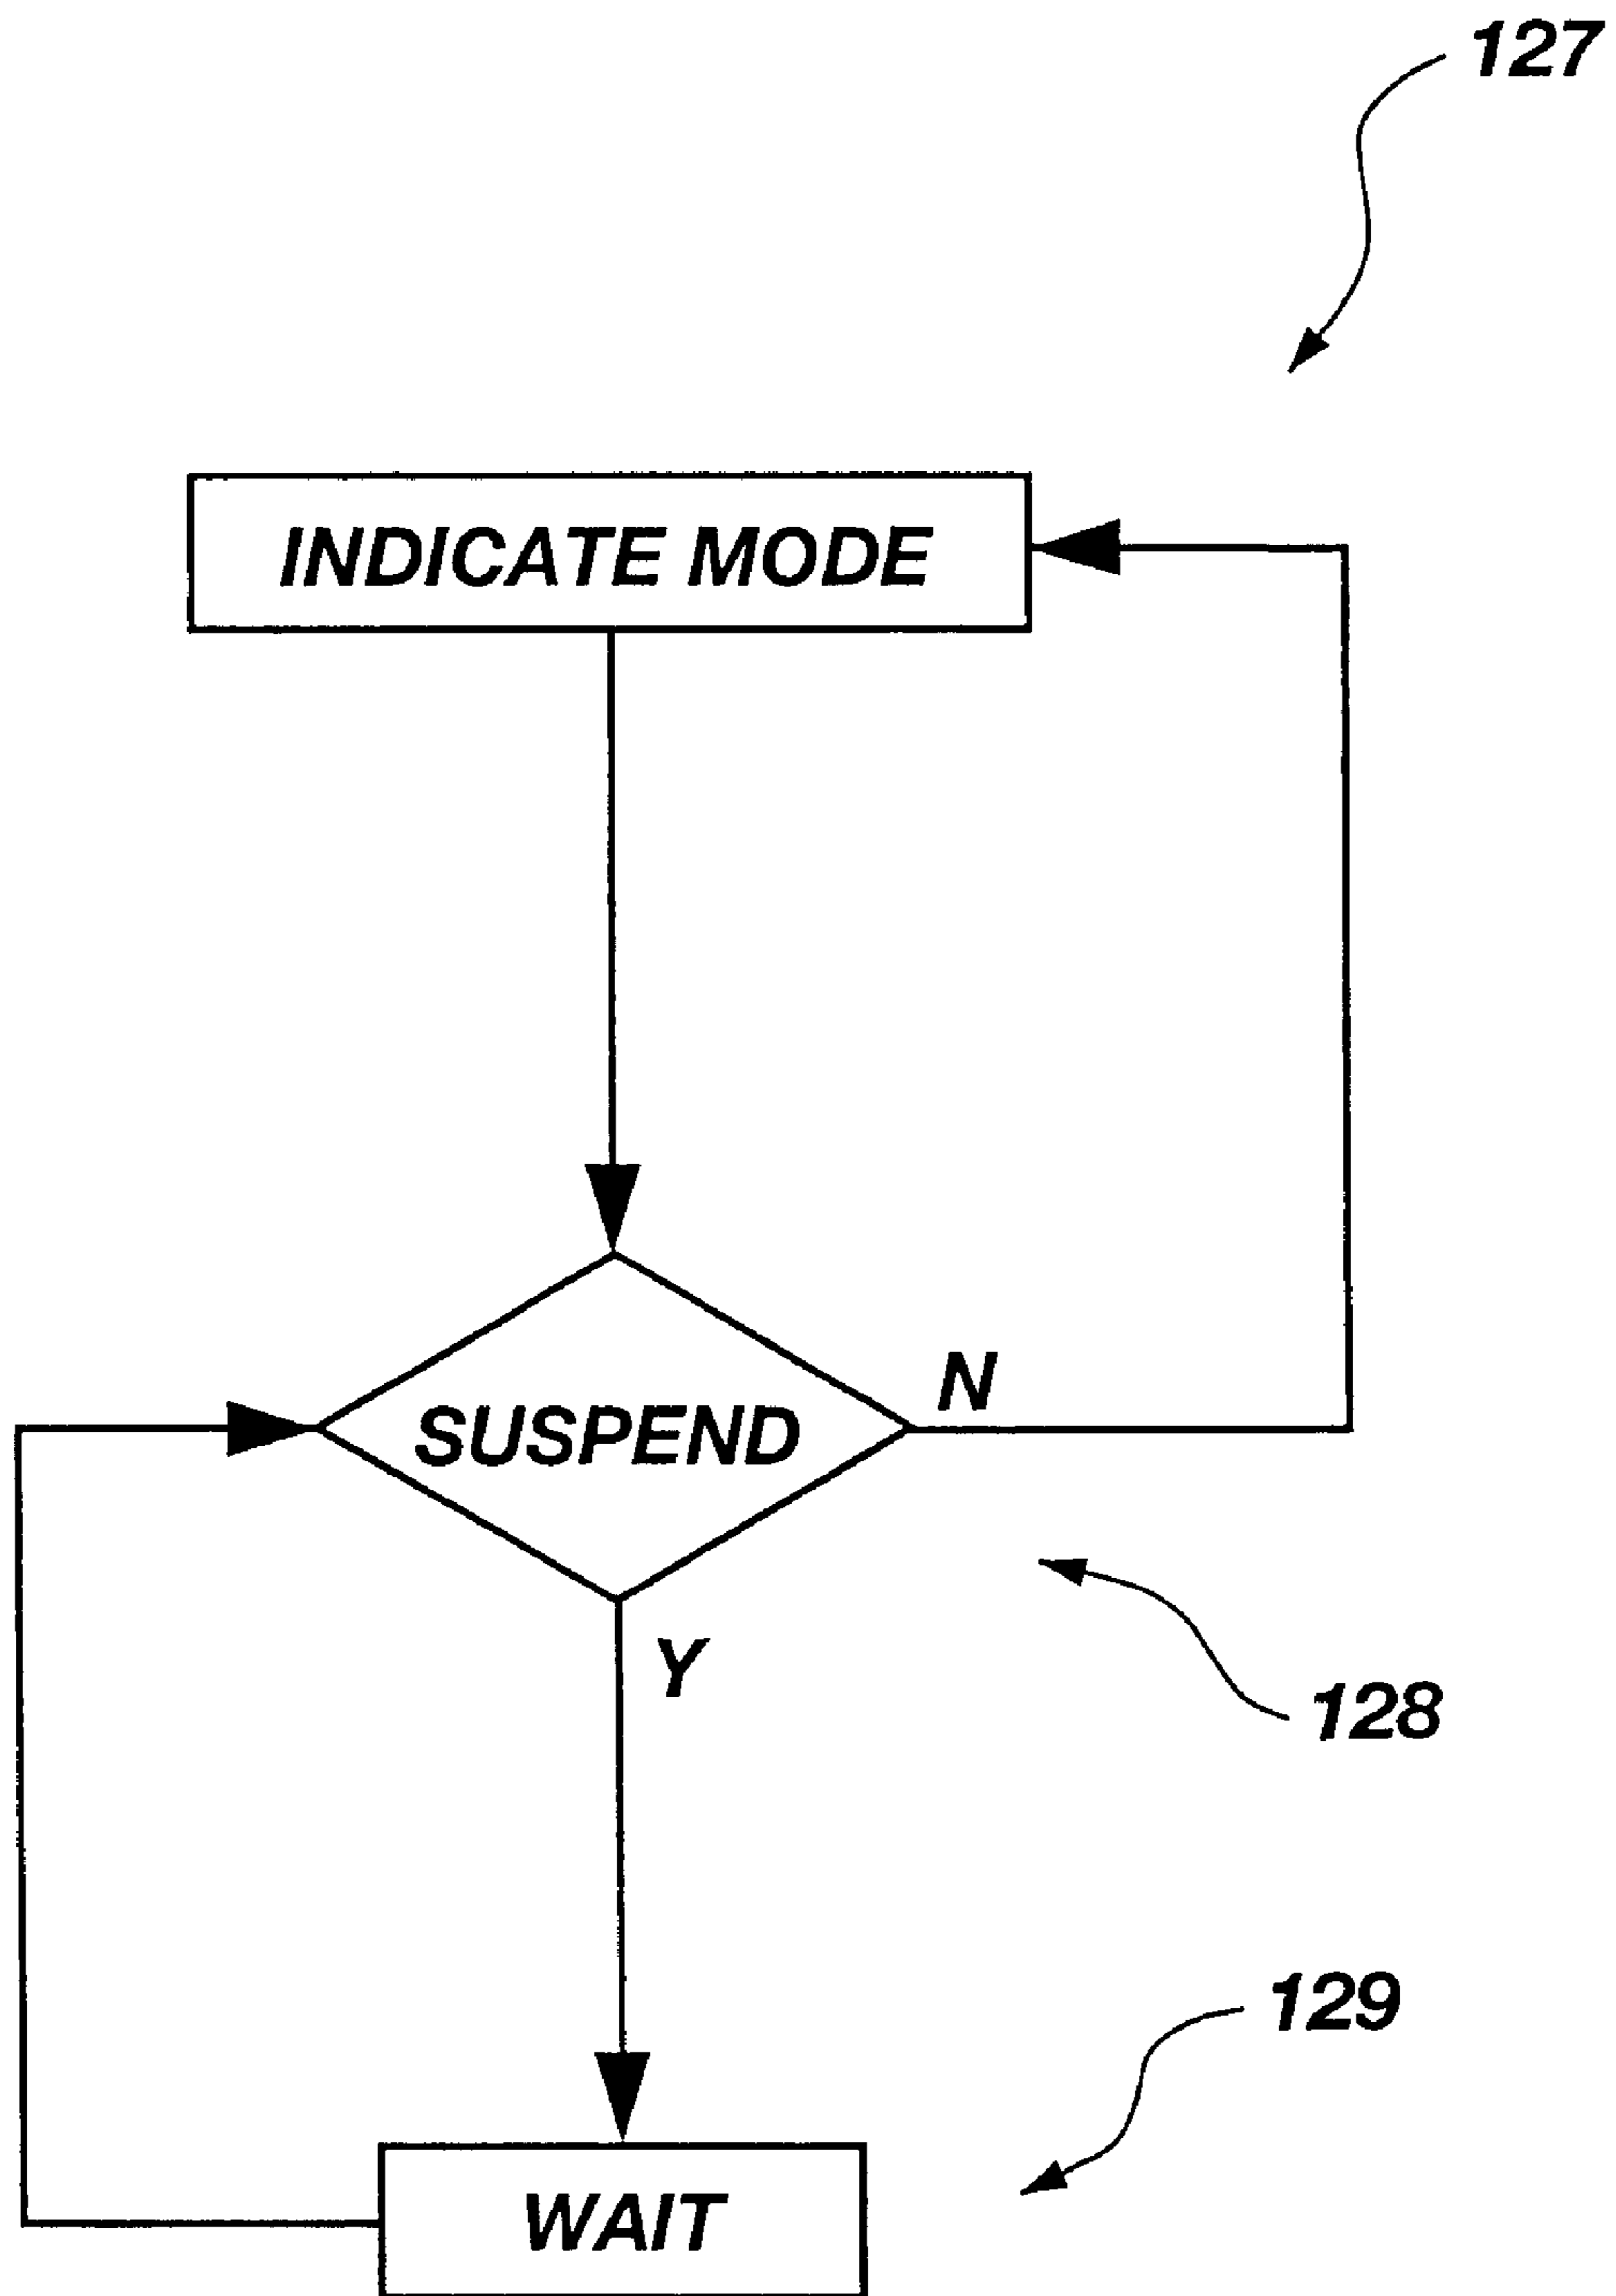 127
INDICATE MODE
N
SUSPEND
Y
128
129
WAIT